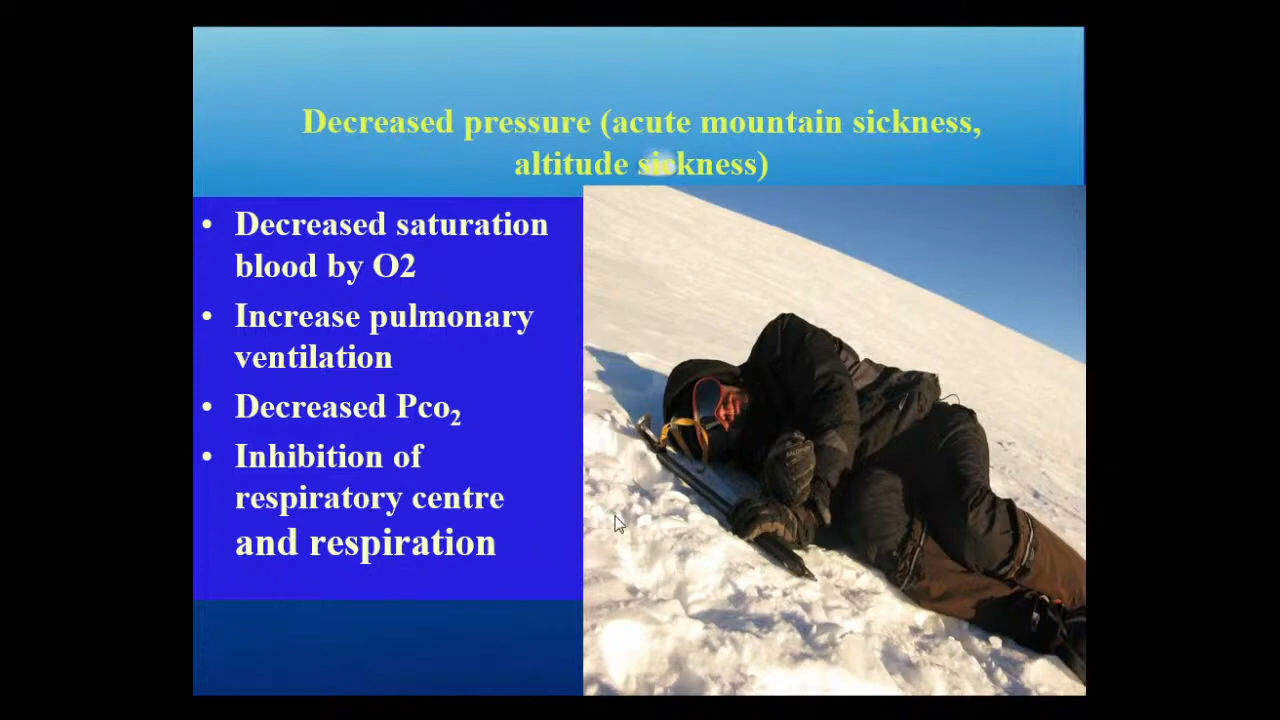 Decreased pressure (acute mountain sickness,
altitude sickness)
• Decreased saturation
blood by O2
• Increase pulmonary
ventilation
• Decreased Pco₂
• Inhibition of
respiratory centre
and respiration